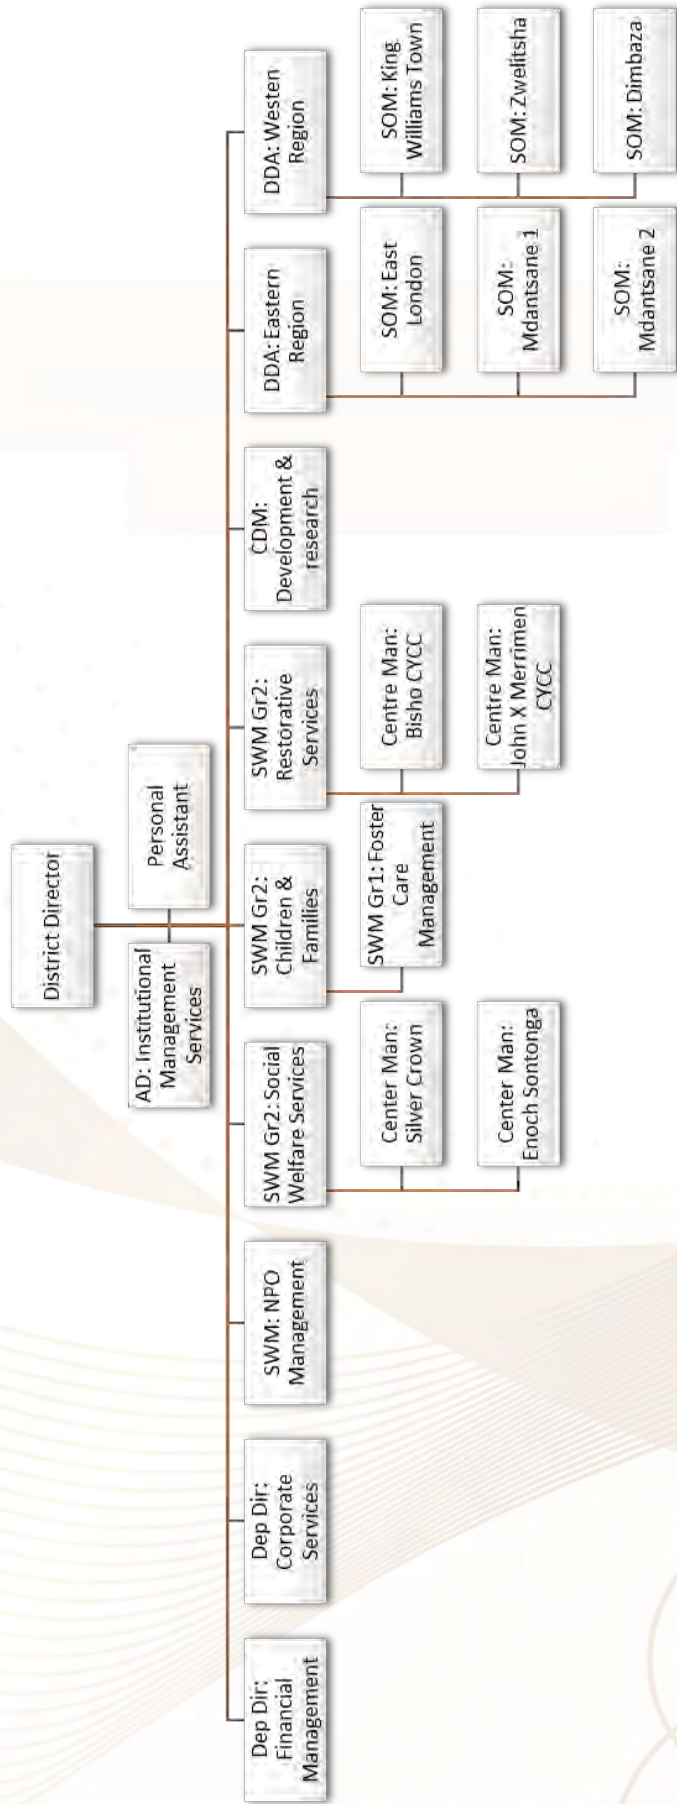 District Director
AD: Institutional
Management
Services
Personal
Assistant
Dep Dir:
Financial
Management
Dep Dir:
Corporate
Services
SWM: NPO
Management
SWM Gr2: Social
Welfare Services
Center Man:
Silver Crown
Center Man:
Enoch Sontonga
SWM Gr2:
Children &
Families
SWM Gr1: Foster
Care
Management
SWM Gr2:
Restorative
Services
Centre Man:
Bisho CYCC
Centre Man:
John X Merrimen
CYCC
CDM:
Development &
research
DDA: Eastern
Region
SOM: East
London
SOM:
Mdantsane 1
SOM:
Mdantsane 2
DDA: Westen
Region
SOM: King
Williams Town
SOM: Zwelitsha
SOM: Dimbaza